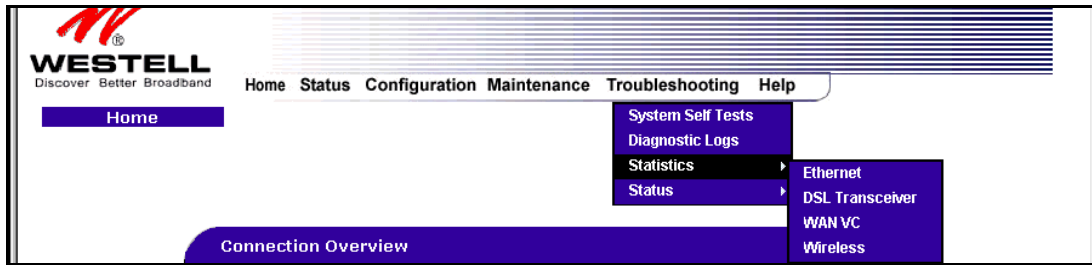 ®
WESTELL
Discover Better Broadband
Home Status Configuration Maintenance Troubleshooting Help
Home
System Self Tests
Diagnostic Logs
Statistics
Status
Ethernet
DSL Transceiver
WAN VC
Wireless
Connection Overview